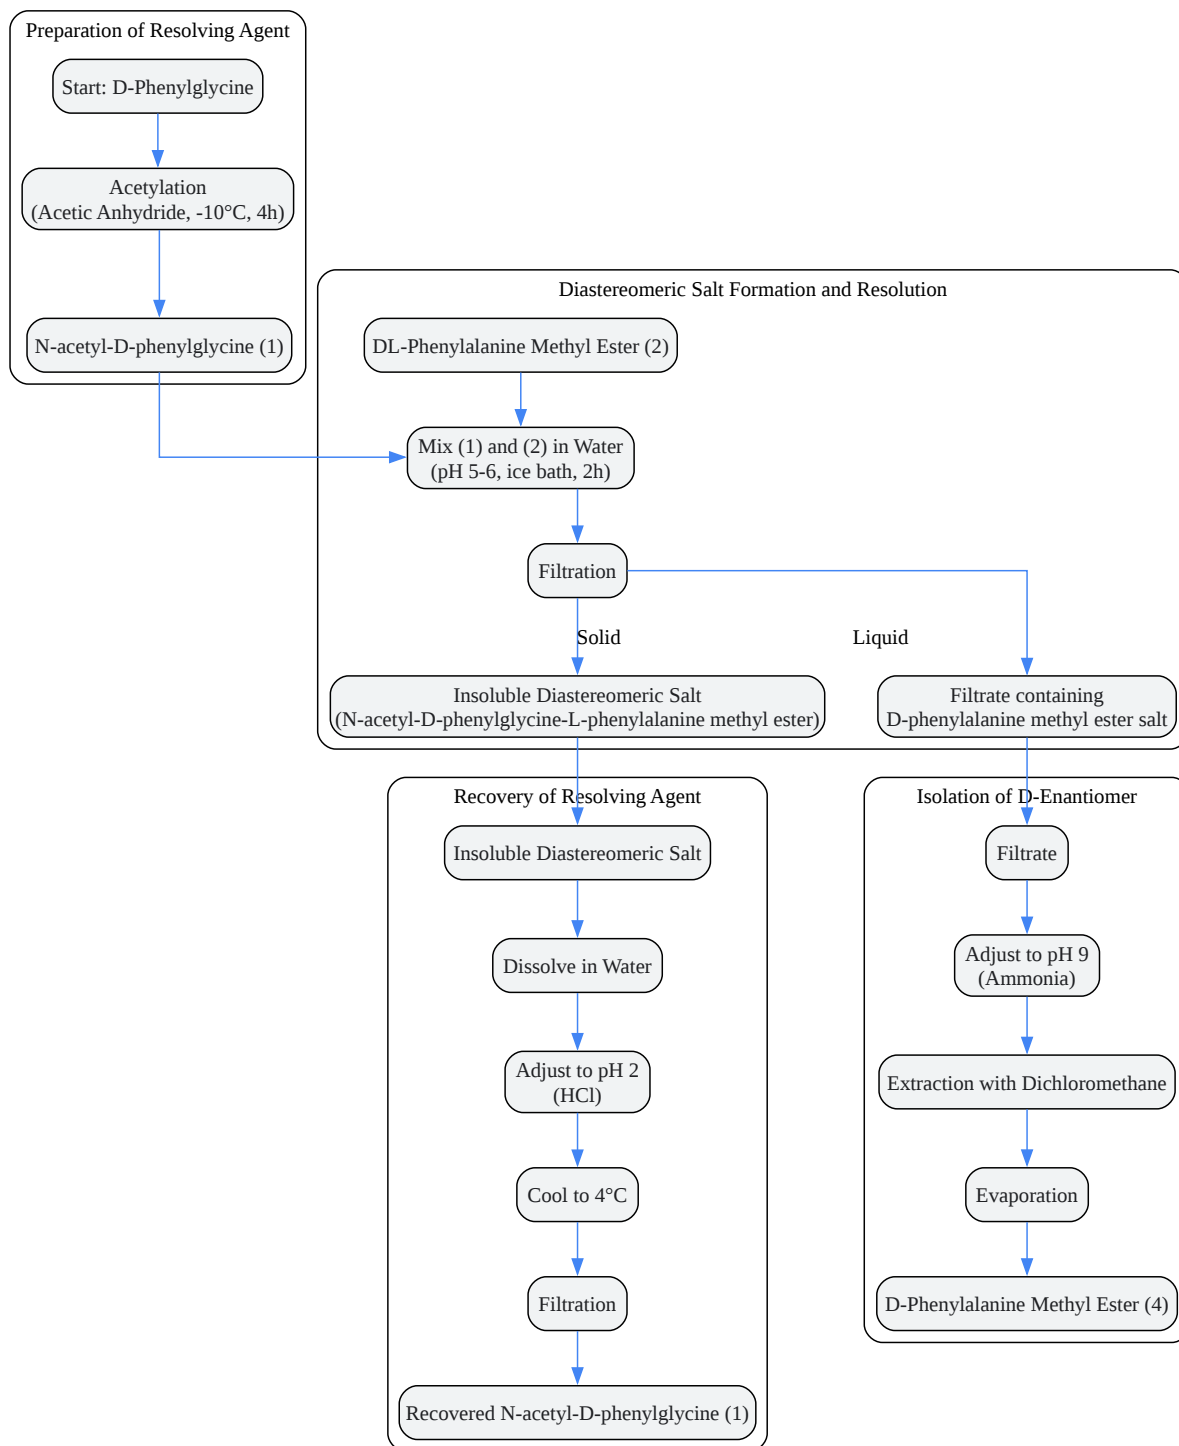 Preparation of Resolving Agent
Start: D-Phenylglycine
Acetylation
(Acetic Anhydride, -10°C, 4h)
N-acetyl-D-phenylglycine (1)
Diastereomeric Salt Formation and Resolution
DL-Phenylalanine Methyl Ester (2)
Mix (1) and (2) in Water
(pH 5-6, ice bath, 2h)
Filtration
Solid
Liquid
Insoluble Diastereomeric Salt
(N-acetyl-D-phenylglycine-L-phenylalanine methyl ester)
Filtrate containing
D-phenylalanine methyl ester salt
Recovery of Resolving Agent
Insoluble Diastereomeric Salt
Dissolve in Water
Adjust to pH 2
(HCl)
Cool to 4°C
Filtration
Recovered N-acetyl-D-phenylglycine (1)
Isolation of D-Enantiomer
Filtrate
Adjust to pH 9
(Ammonia)
Extraction with Dichloromethane
Evaporation
D-Phenylalanine Methyl Ester (4)